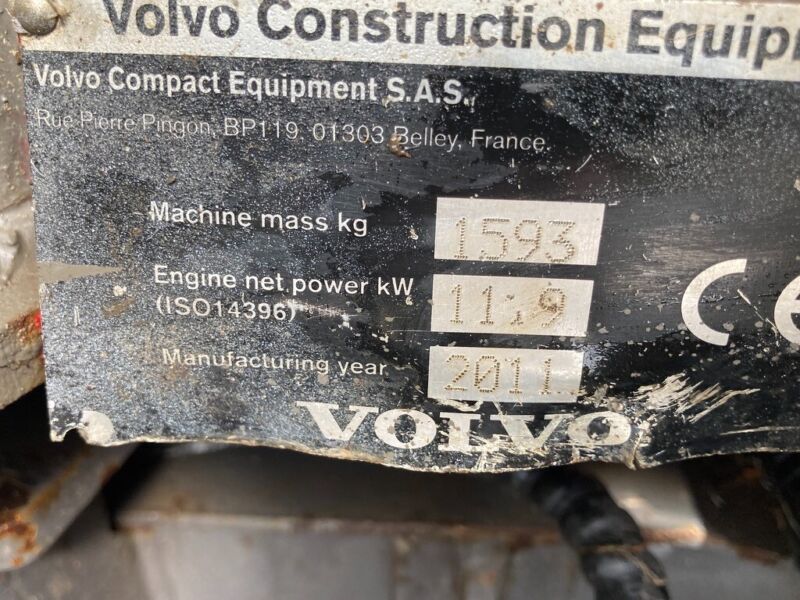 Volvo Construction Equip
Volvo Compact Equipment S.A.S.
Rue Pierre Pingon, BP119, 01303 Belley, France.
Machine mass kg 1593
Engine net power kW 11.9
(ISO14396)
Manufacturing year 2011
CE
VOLVO